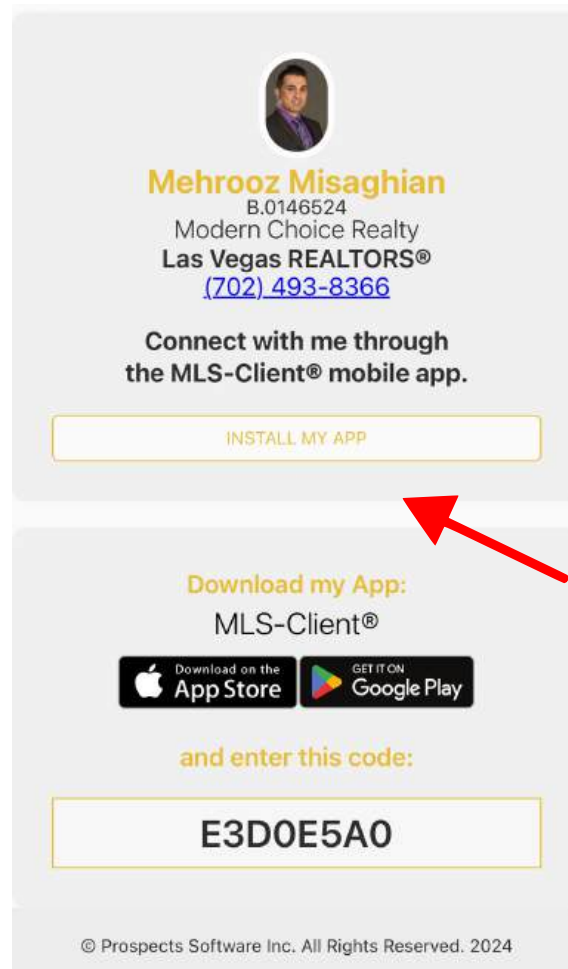 Mehrooz Misaghian
B.0146524
Modern Choice Realty
Las Vegas REALTORS®
(702) 493-8366
Connect with me through
the MLS-Client® mobile app.
INSTALL MY APP
Download my App:
MLS-Client®
Download on the
App Store
GET IT ON
Google Play
and enter this code:
E3D0E5A0
© Prospects Software Inc. All Rights Reserved. 2024